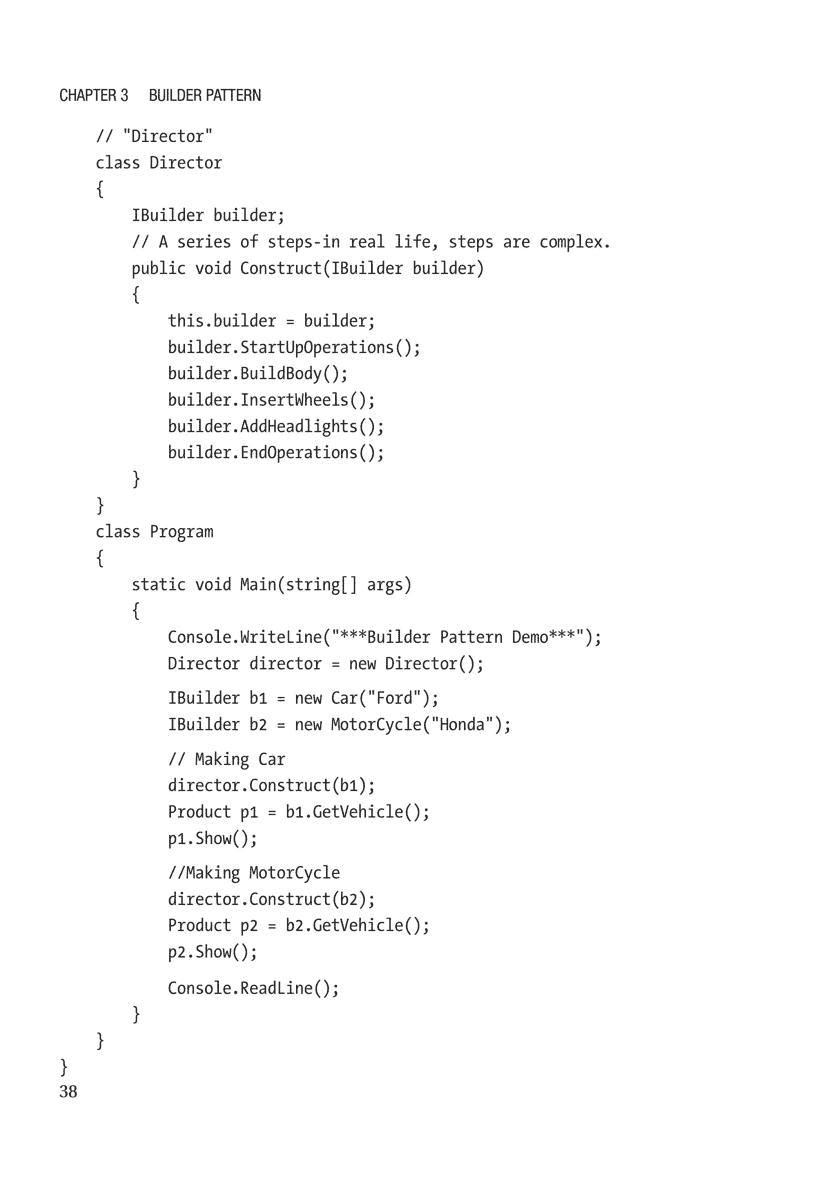 CHAPTER 3 BUILDER PATTERN
// "Director"
class Director
{
IBuilder builder;
// A series of steps-in real life, steps are complex.
public void Construct(IBuilder builder)
{
this.builder = builder;
builder.StartUpOperations();
builder.BuildBody();
builder.InsertWheels();
builder.AddHeadlights();
builder.EndOperations();
}
}
class Program
{
static void Main(string[] args)
{
Console.WriteLine("***Builder Pattern Demo***");
Director director = new Director();
IBuilder b1 = new Car("Ford");
IBuilder b2 = new MotorCycle("Honda");
// Making Car
director.Construct(b1);
Product p1 = b1.GetVehicle();
p1.Show();
//Making MotorCycle
director.Construct(b2);
Product p2 = b2.GetVehicle();
p2.Show();
Console.ReadLine();
}
}
}
38